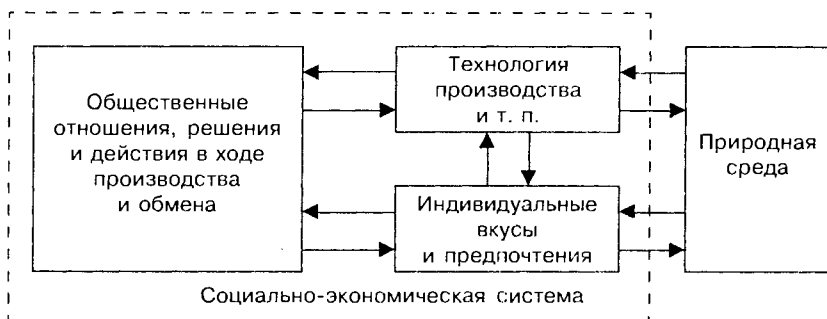 Общественные
отношения, решения
и действия в ходе
производства
и обмена
Технология
производства
и т. п.
Индивидуальные
вкусы
и предпочтения
Природная
среда
Социально-экономическая система